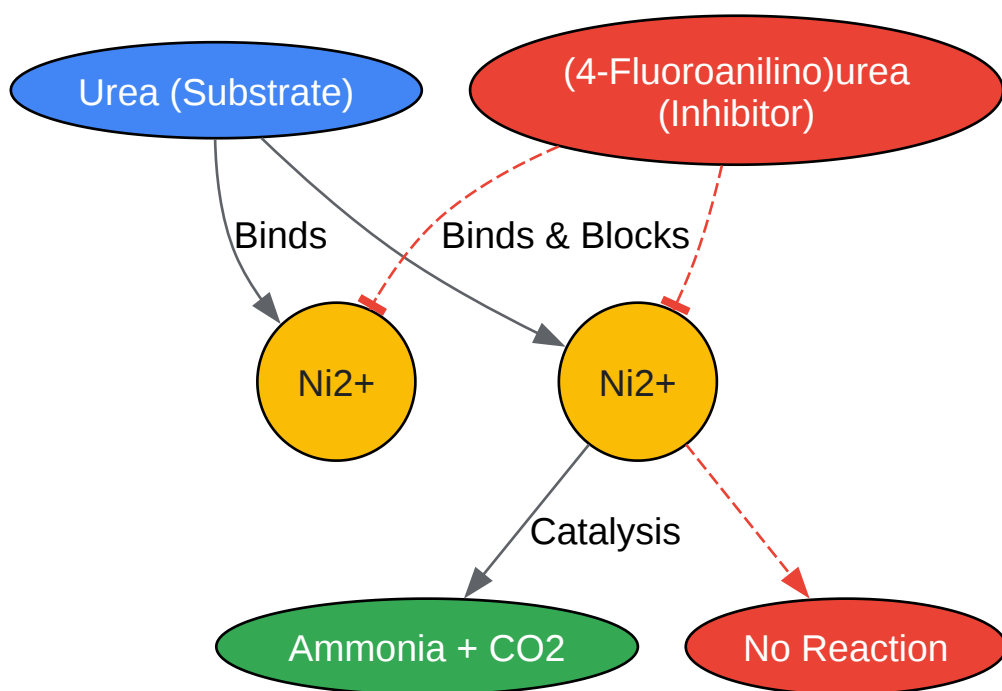 Urea (Substrate)
(4-Fluoroanilino)urea
(Inhibitor)
Binds
Binds & Blocks
Ni2+
Ni2+
Catalysis
Ammonia + CO2
No Reaction